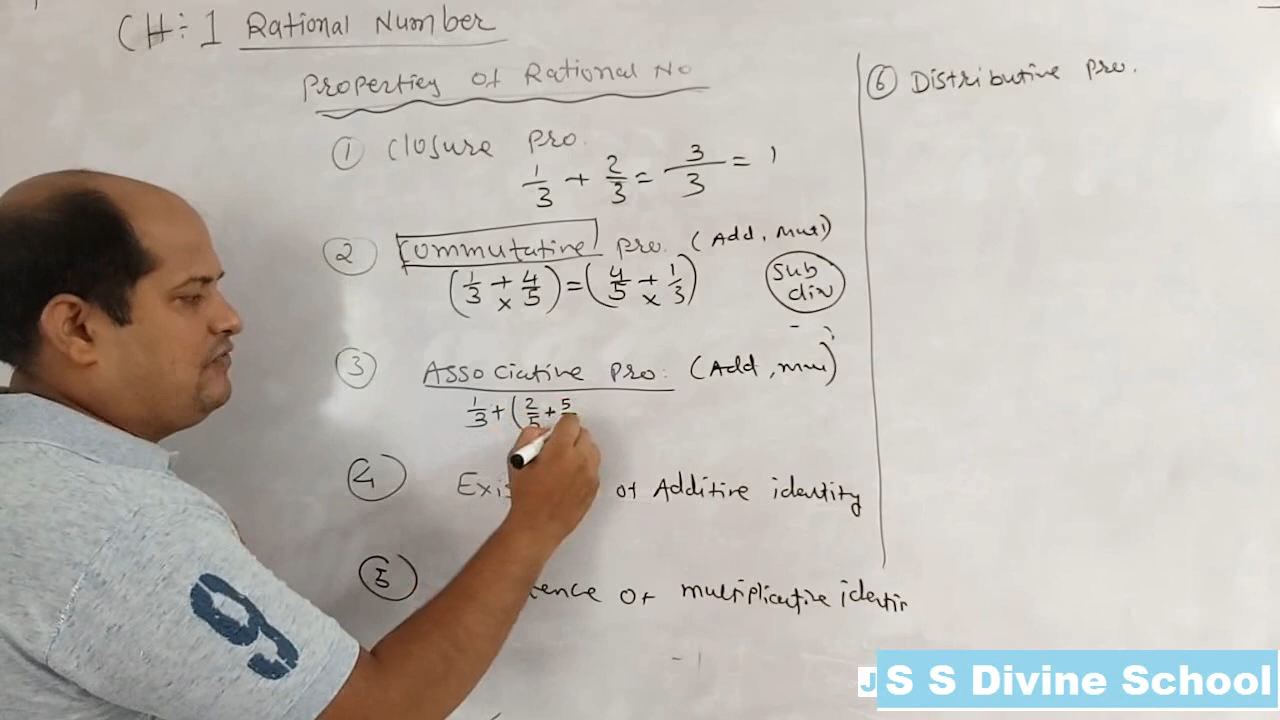 CH÷1 Rational Number
Properties of Rational No
① Closure Pro.
1/3 + 2/3 = 3/3 = 1
② Commutative Pro. (Add, mul)
(1/3 + 4/5) = (4/5 + 1/3)
× ×
Sub
div
③ Associative Pro: (Add, mul)
1/3 + (2/5 + 5
④ of Additive identity
⑤ of multiplicative
⑥ Distributive Pro.
9
J S S Divine School